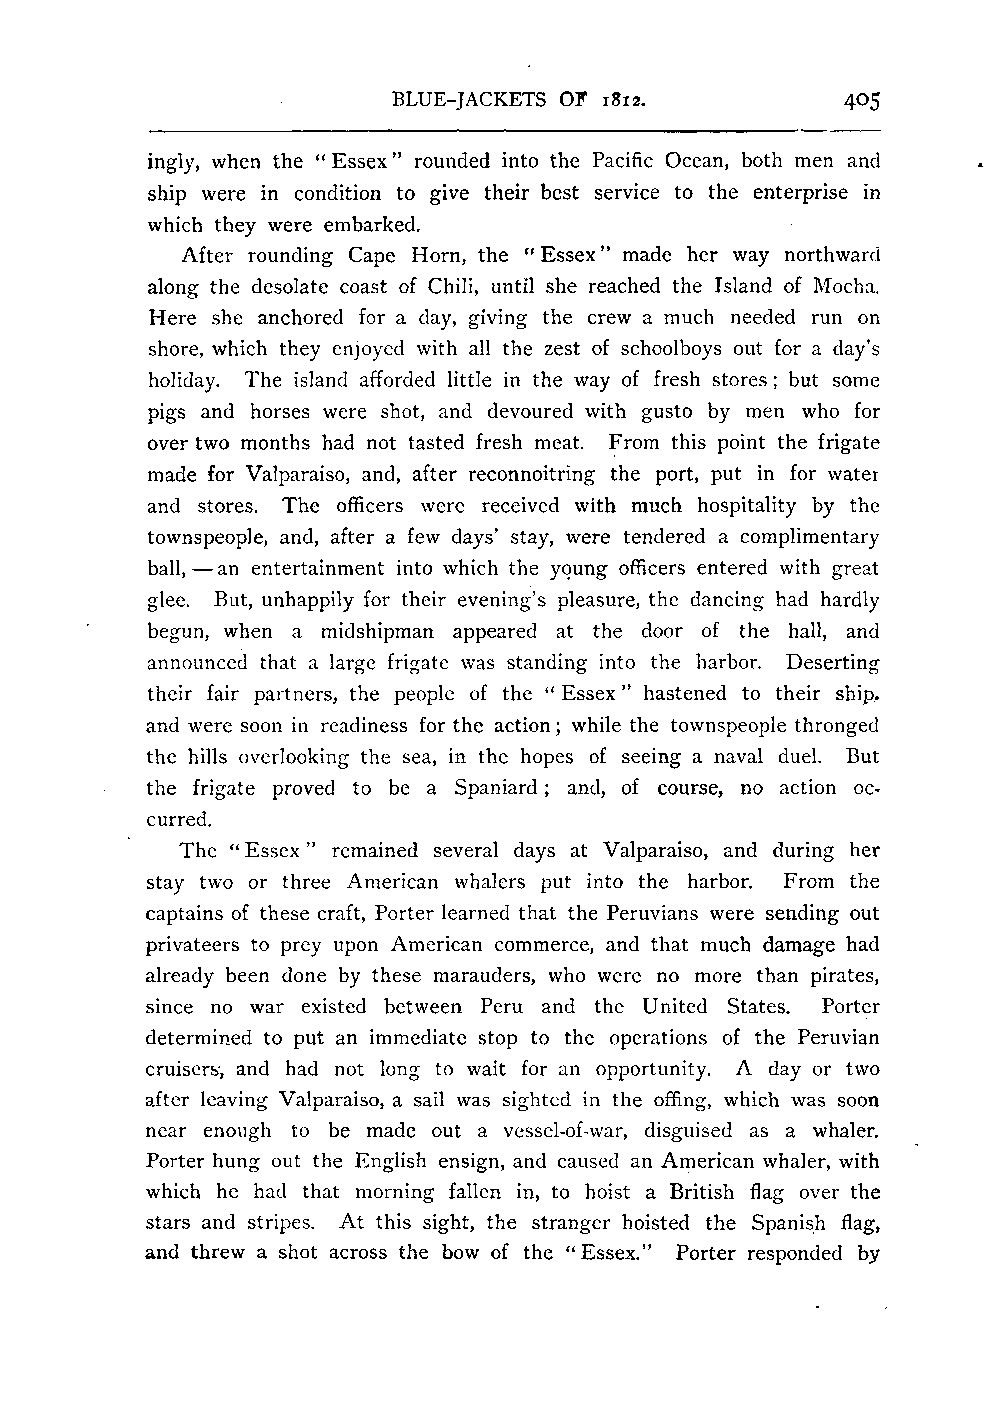 BLUE-JACKETS OF 1812. 405
ingly, when the "Essex" rounded into the Pacific Ocean, both men and
ship were in condition to give their best service to the enterprise in
which they were embarked.
After rounding Cape Horn, the "Essex" made her way northward
along the desolate coast of Chili, until she reached the Island of Mocha.
Here she anchored for a day, giving the crew a much needed run on
shore, which they enjoyed with all the zest of schoolboys out for a day's
holiday. The island afforded little in the way of fresh stores; but some
pigs and horses were shot, and devoured with gusto by men who for
over two months had not tasted fresh meat. From this point the frigate
made for Valparaiso, and, after reconnoitring the port, put in for water
and stores. The officers were received with much hospitality by the
townspeople, and, after a few days' stay, were tendered a complimentary
ball, — an entertainment into which the young officers entered with great
glee. But, unhappily for their evening's pleasure, the dancing had hardly
begun, when a midshipman appeared at the door of the hall, and
announced that a large frigate was standing into the harbor. Deserting
their fair partners, the people of the "Essex" hastened to their ship,
and were soon in readiness for the action; while the townspeople thronged
the hills overlooking the sea, in the hopes of seeing a naval duel. But
the frigate proved to be a Spaniard; and, of course, no action oc-
curred.
The "Essex" remained several days at Valparaiso, and during her
stay two or three American whalers put into the harbor. From the
captains of these craft, Porter learned that the Peruvians were sending out
privateers to prey upon American commerce, and that much damage had
already been done by these marauders, who were no more than pirates,
since no war existed between Peru and the United States. Porter
determined to put an immediate stop to the operations of the Peruvian
cruisers, and had not long to wait for an opportunity. A day or two
after leaving Valparaiso, a sail was sighted in the offing, which was soon
near enough to be made out a vessel-of-war, disguised as a whaler.
Porter hung out the English ensign, and caused an American whaler, with
which he had that morning fallen in, to hoist a British flag over the
stars and stripes. At this sight, the stranger hoisted the Spanish flag,
and threw a shot across the bow of the "Essex." Porter responded by